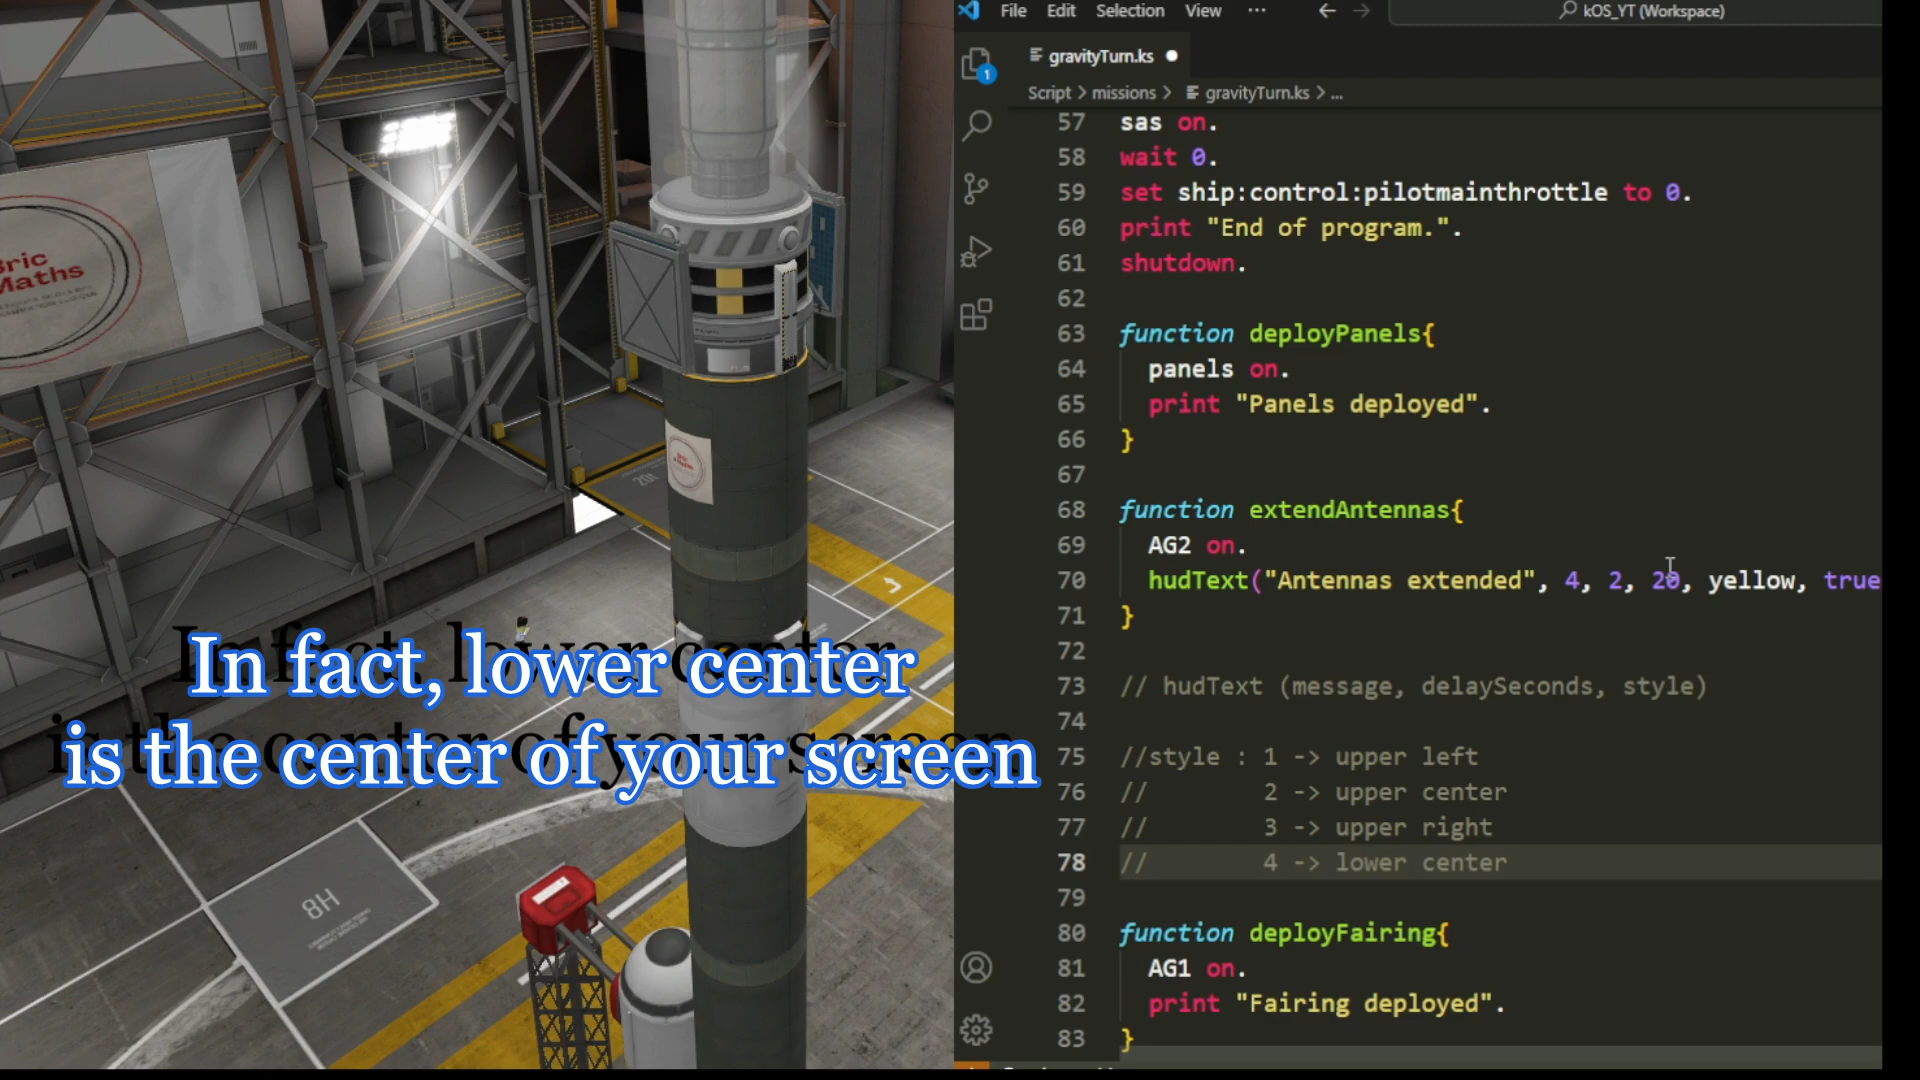 File Edit Selection View ... kOS_YT (Workspace)
1
gravityTurn.ks
Script > missions > gravityTurn.ks > ...
57 sas on.
58 wait 0.
59 set ship:control:pilotmainthrottle to 0.
60 print "End of program.".
61 shutdown.
62
63 function deployPanels{
64 panels on.
65 print "Panels deployed".
66 }
67
68 function extendAntennas{
69 AG2 on.
70 hudText("Antennas extended", 4, 2, 20, yellow, true
71 }
72
73 // hudText (message, delaySeconds, style)
74
75 //style : 1 -> upper left
76 // 2 -> upper center
77 // 3 -> upper right
78 // 4 -> lower center
79
80 function deployFairing{
81 AG1 on.
82 print "Fairing deployed".
83 }
Bric
Maths
20t
In fact, lower center
is the center of your screen
H8